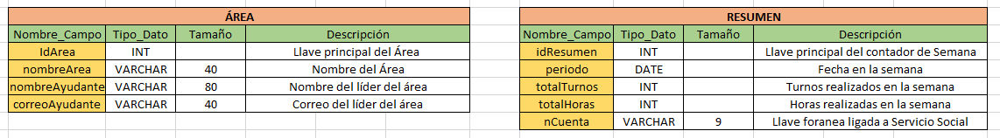 ÁREA
Nombre_Campo Tipo_Dato Tamaño Descripción
IdArea INT Llave principal del Área
nombreArea VARCHAR 40 Nombre del Área
nombreAyudante VARCHAR 80 Nombre del líder del área
correoAyudante VARCHAR 40 Correo del líder del área
RESUMEN
Nombre_Campo Tipo_Dato Tamaño Descripción
idResumen INT Llave principal del contador de Semana
periodo DATE Fecha en la semana
totalTurnos INT Turnos realizados en la semana
totalHoras INT Horas realizadas en la semana
nCuenta VARCHAR 9 Llave foranea ligada a Servicio Social